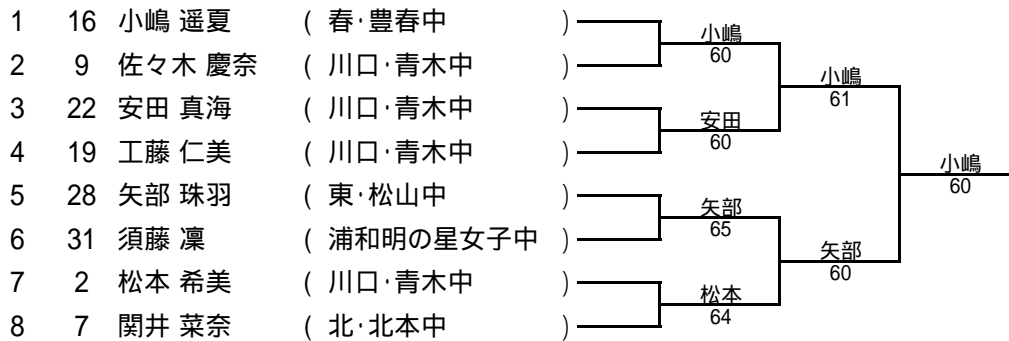 1 16 小嶋 遥夏 ( 春·豊春中 )
2 9 佐々木 慶奈 ( 川口·青木中 )
3 22 安田 真海 ( 川口·青木中 )
4 19 工藤 仁美 ( 川口·青木中 )
5 28 矢部 珠羽 ( 東·松山中 )
6 31 須藤 凜 ( 浦和明の星女子中 )
7 2 松本 希美 ( 川口·青木中 )
8 7 関井 菜奈 ( 北·北本中 )
小嶋
60
安田
60
矢部
65
松本
64
小嶋
61
矢部
60
小嶋
60